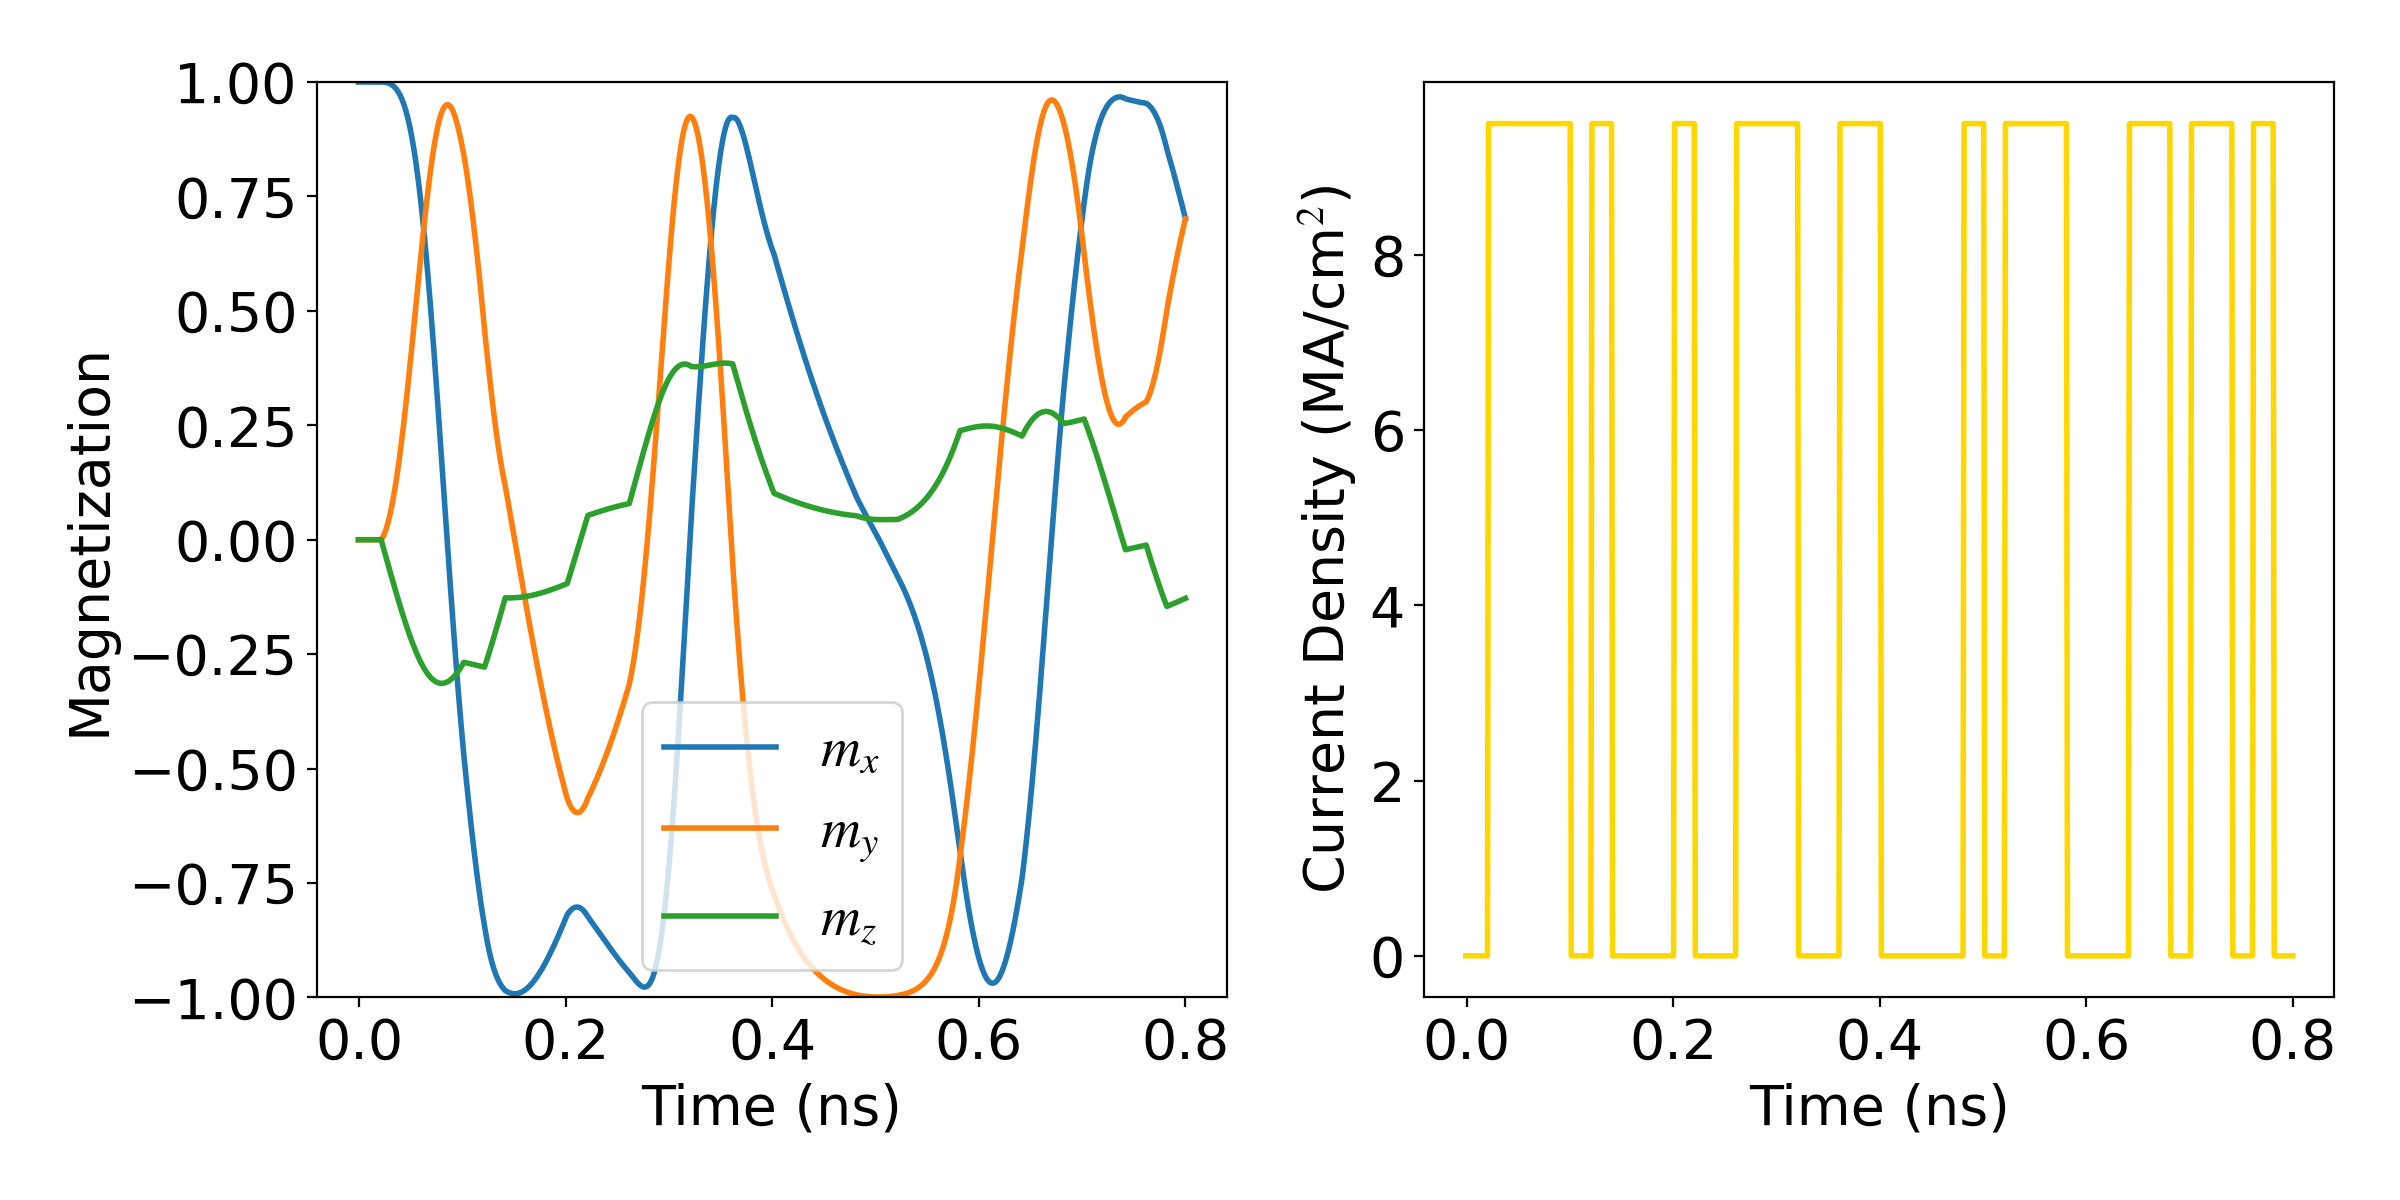 1.00
0.75
0.50
0.25
0.00
−0.25
−0.50
−0.75
−1.00
Magnetization
0.0 0.2 0.4 0.6 0.8
Time (ns)
m_x
m_y
m_z
8
6
4
2
0
Current Density (MA/cm²)
0.0 0.2 0.4 0.6 0.8
Time (ns)